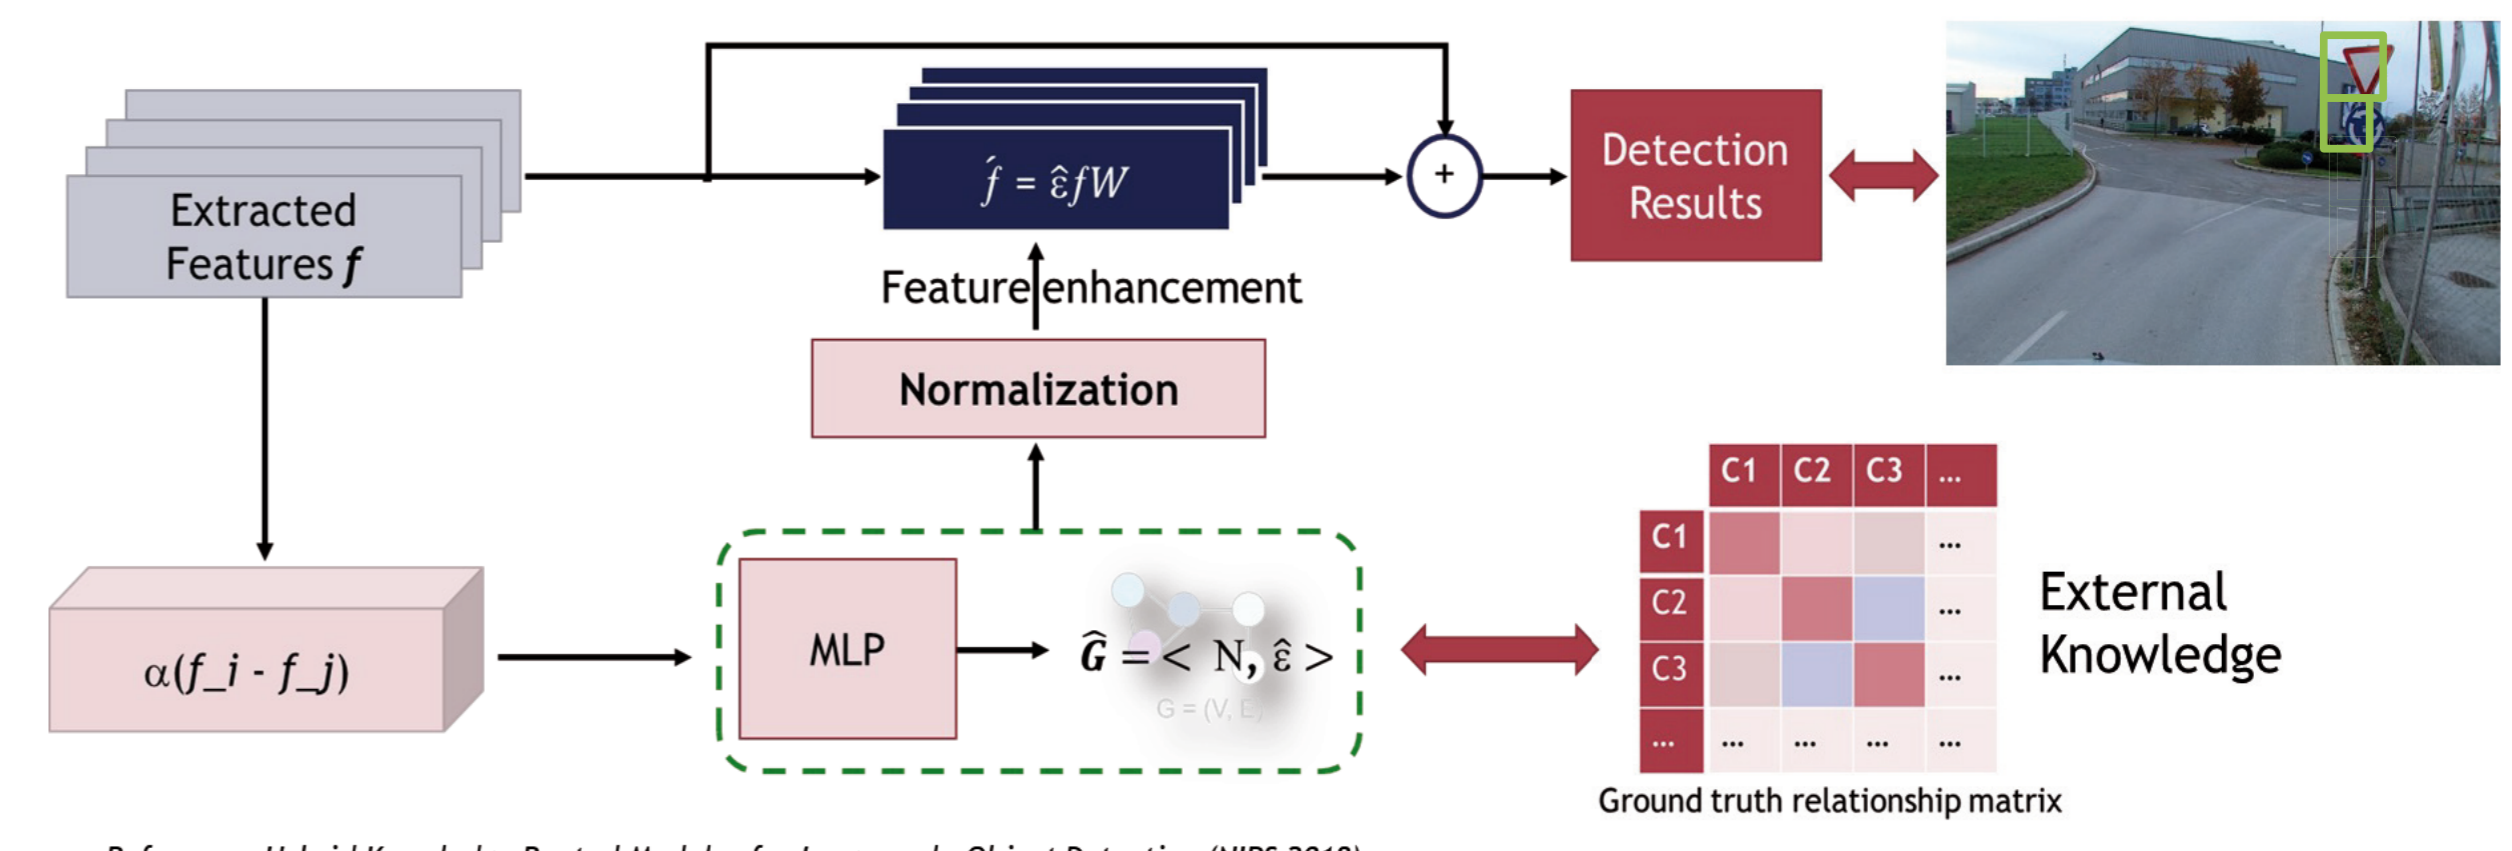 Extracted
Features f
f́ = ε̂fW
+
Detection
Results
Feature enhancement
Normalization
α(f_i - f_j)
MLP
Ĝ = < N, ε̂ >
G = (V, E)
C1 C2 C3 ...
C1 ...
C2 ...
C3 ...
... ... ... ... ...
External
Knowledge
Ground truth relationship matrix